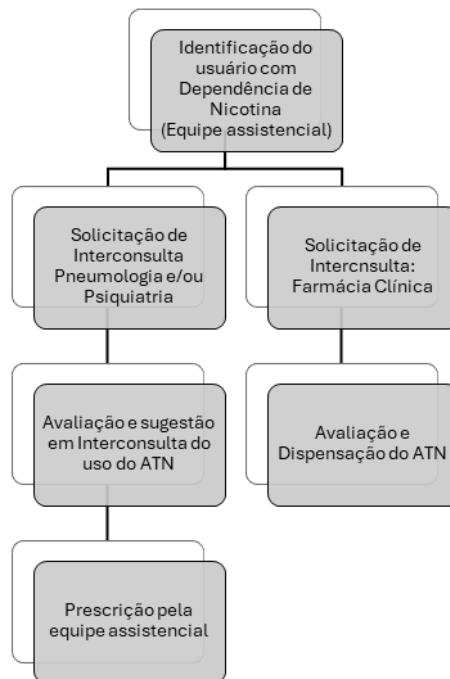 Identificação do
usuário com
Dependência de
Nicotina
(Equipe assistencial)
Solicitação de
Interconsulta
Pneumologia e/ou
Psiquiatria
Solicitação de
Intercnsulta:
Farmácia Clínica
Avaliação e sugestão
em Interconsulta do
uso do ATN
Avaliação e
Dispensação do ATN
Prescrição pela
equipe assistencial